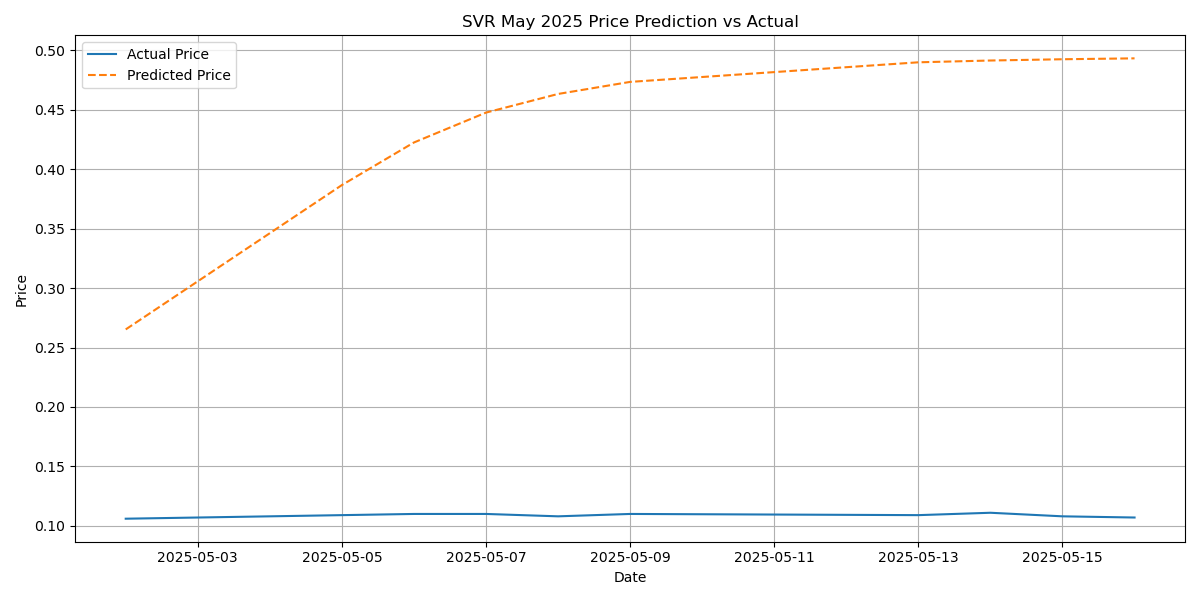 SVR May 2025 Price Prediction vs Actual
Actual Price
Predicted Price
0.50
0.45
0.40
0.35
0.30
0.25
0.20
0.15
0.10
Price
2025-05-03 2025-05-05 2025-05-07 2025-05-09 2025-05-11 2025-05-13 2025-05-15
Date